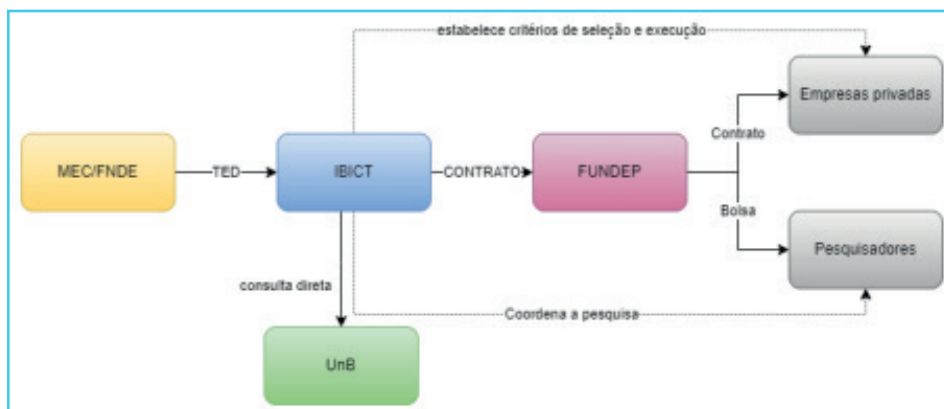 estabelece critérios de seleção e execução
Empresas privadas
Contrato
MEC/FNDE
TED
IBICT
CONTRATO
FUNDEP
Bolsa
Pesquisadores
consulta direta
Coordena a pesquisa
UnB